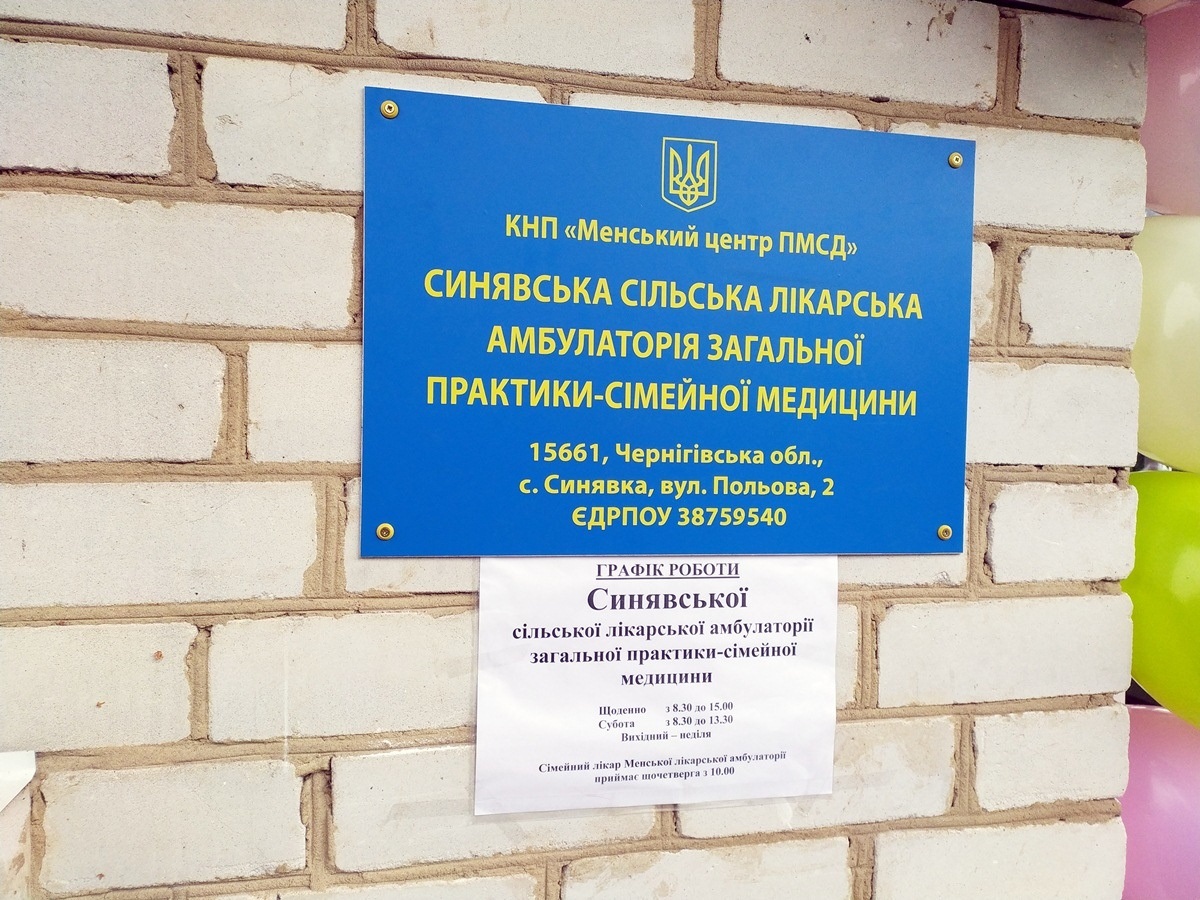 КНП «Менський центр ПМСД»
СИНЯВСЬКА СІЛЬСЬКА ЛІКАРСЬКА
АМБУЛАТОРІЯ ЗАГАЛЬНОЇ
ПРАКТИКИ-СІМЕЙНОЇ МЕДИЦИНИ
15661, Чернігівська обл.,
с. Синявка, вул. Польова, 2
ЄДРПОУ 38759540
ГРАФІК РОБОТИ
Синявської
сільської лікарської амбулаторії
загальної практики-сімейної
медицини
Щоденно з 8.30 до 15.00
Субота з 8.30 до 13.30
Вихідний – неділя
Сімейний лікар Менської лікарської амбулаторії
приймає щочетверга з 10.00